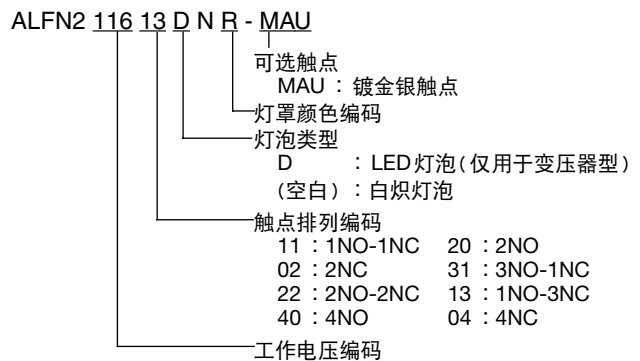 ALFN2 116 13 D N R - MAU
可选触点
MAU : 镀金银触点
灯罩颜色编码
灯泡类型
D : LED灯泡(仅用于变压器型)
(空白) : 白炽灯泡
触点排列编码
11 : 1NO-1NC 20 : 2NO
02 : 2NC 31 : 3NO-1NC
22 : 2NO-2NC 13 : 1NO-3NC
40 : 4NO 04 : 4NC
工作电压编码